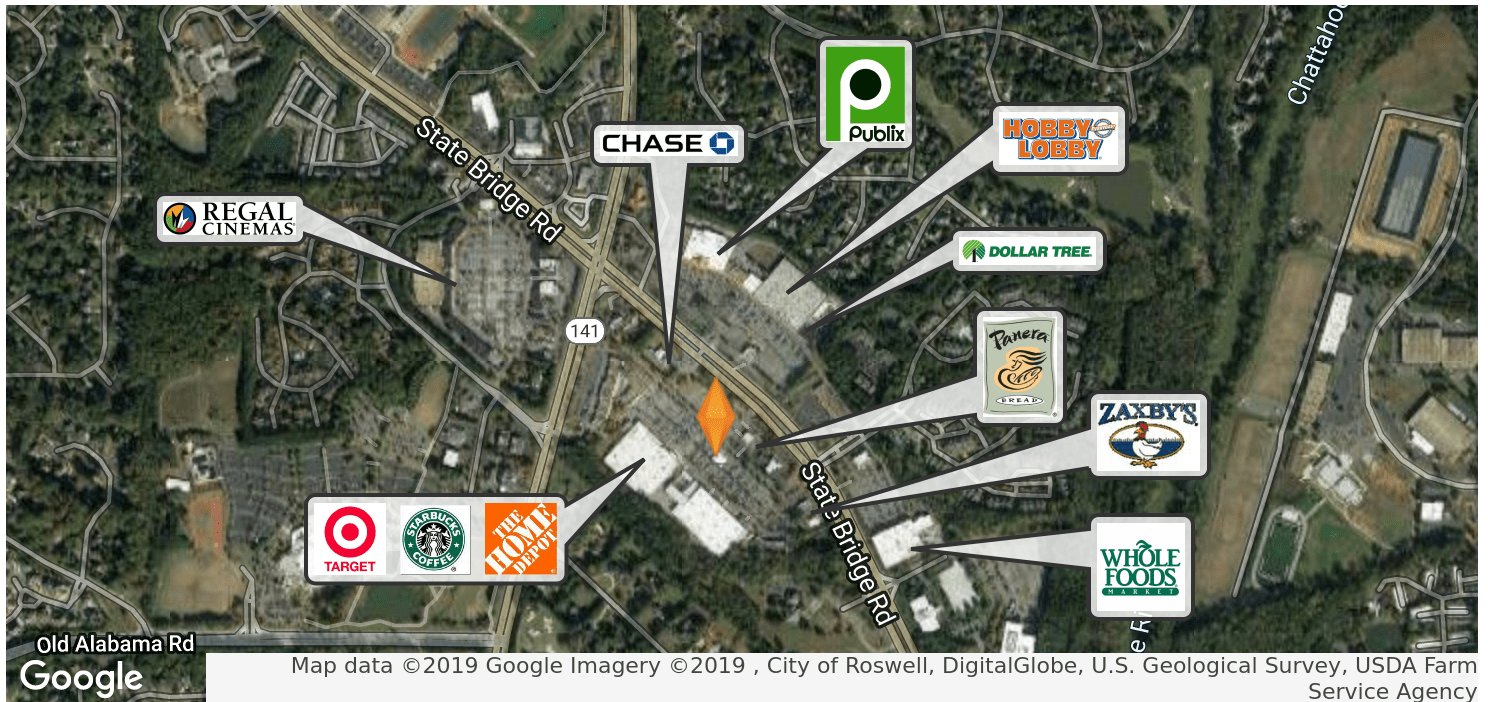 Chattahoo
State Bridge Rd
CHASE
Publix
HOBBY
LOBBY
REGAL
CINEMAS
DOLLAR TREE
141
Panera
BREAD
ZAXBY'S
State Bridge Rd
TARGET
STARBUCKS
COFFEE
THE
HOME
DEPOT
WHOLE
FOODS
MARKET
e R
Old Alabama Rd
Google
Map data ©2019 Google Imagery ©2019 , City of Roswell, DigitalGlobe, U.S. Geological Survey, USDA Farm
Service Agency